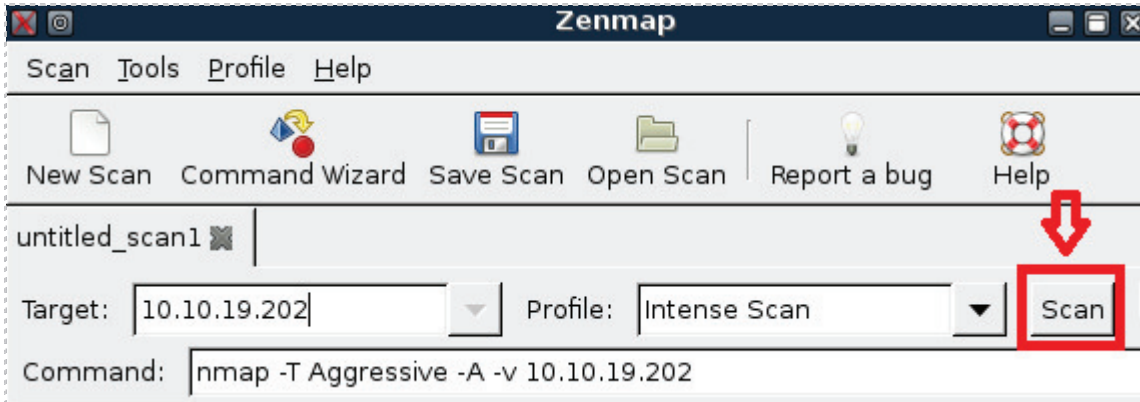 Zenmap
Scan Tools Profile Help
New Scan Command Wizard Save Scan Open Scan Report a bug Help
untitled_scan1
Target: 10.10.19.202 Profile: Intense Scan Scan
Command: nmap -T Aggressive -A -v 10.10.19.202